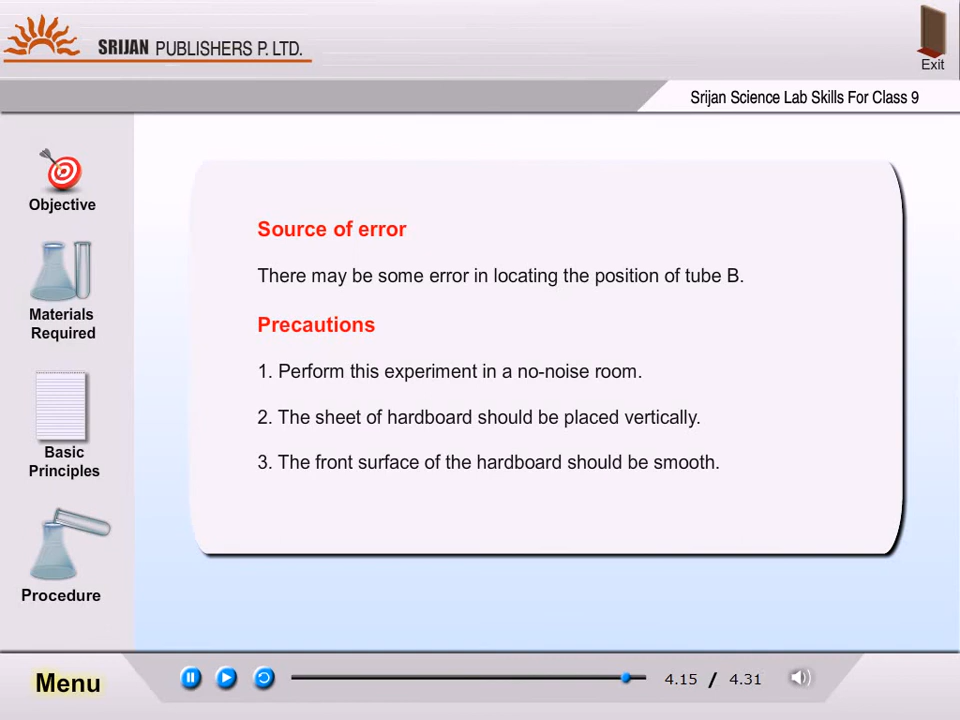 SRIJAN PUBLISHERS P. LTD.
Exit
Srijan Science Lab Skills For Class 9
Objective
Materials
Required
Basic
Principles
Procedure
Source of error
There may be some error in locating the position of tube B.
Precautions
1. Perform this experiment in a no-noise room.
2. The sheet of hardboard should be placed vertically.
3. The front surface of the hardboard should be smooth.
Menu
4.15 / 4.31